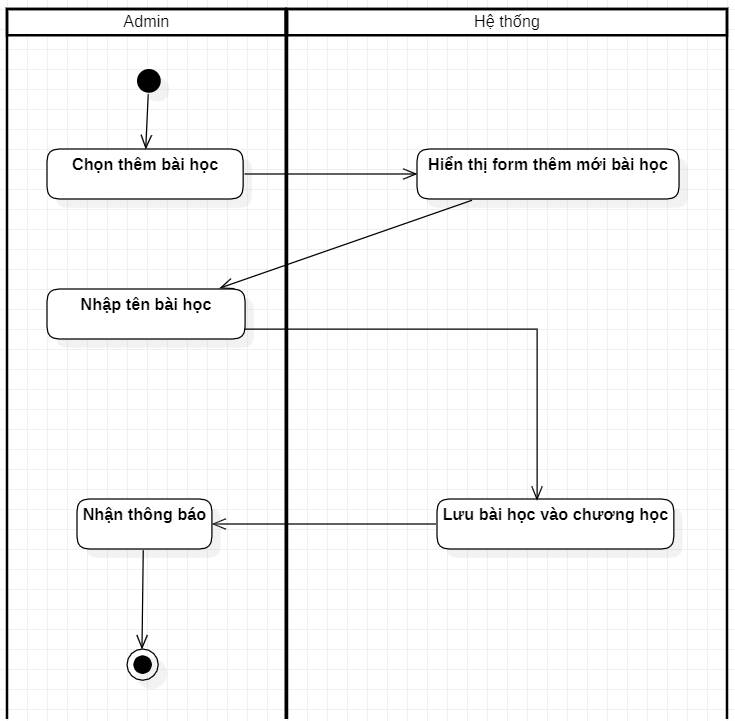 Admin
Hệ thống
Chọn thêm bài học
Hiển thị form thêm mới bài học
Nhập tên bài học
Nhận thông báo
Lưu bài học vào chương học